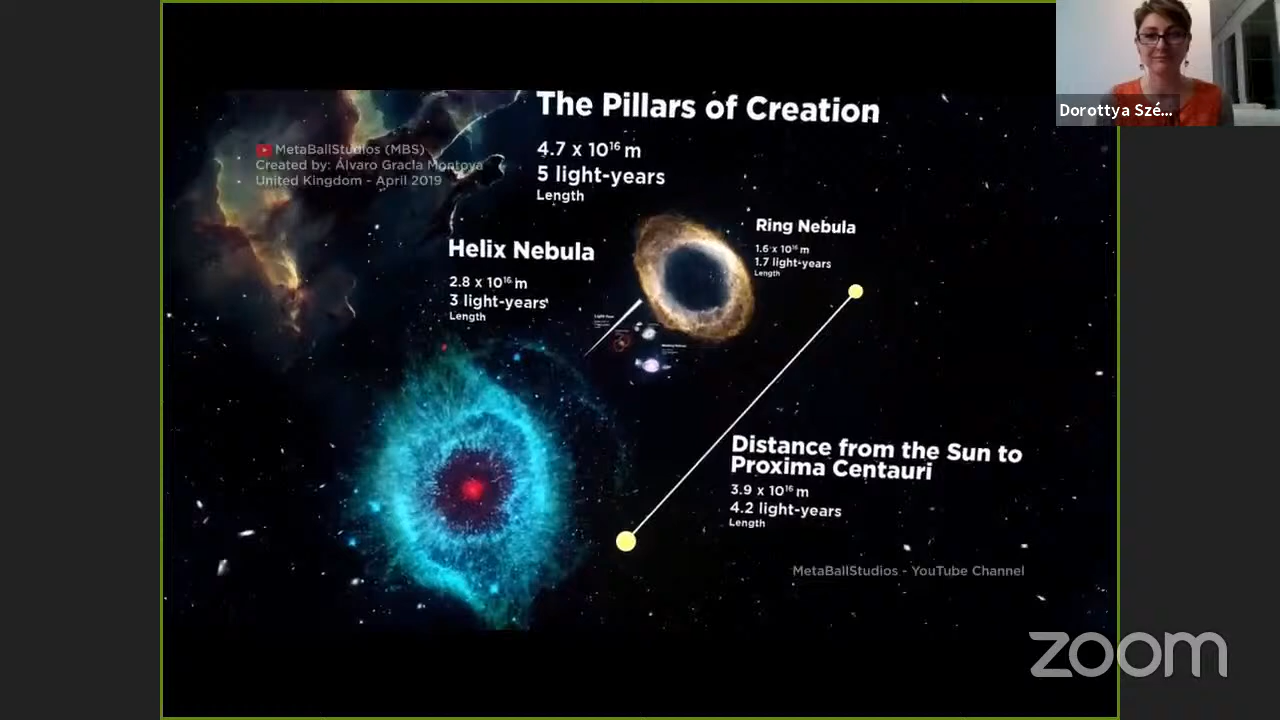 The Pillars of Creation
4.7 x 10¹⁶ m
5 light-years
Length
MetaBallStudios (MBS)
Created by: Álvaro Gracia Montoya
United Kingdom - April 2019
Ring Nebula
1.6 x 10¹⁶ m
1.7 light-years
Length
Helix Nebula
2.8 x 10¹⁶ m
3 light-years
Length
Distance from the Sun to
Proxima Centauri
3.9 x 10¹⁶ m
4.2 light-years
Length
MetaBallStudios - YouTube Channel
Dorottya Szé...
zoom